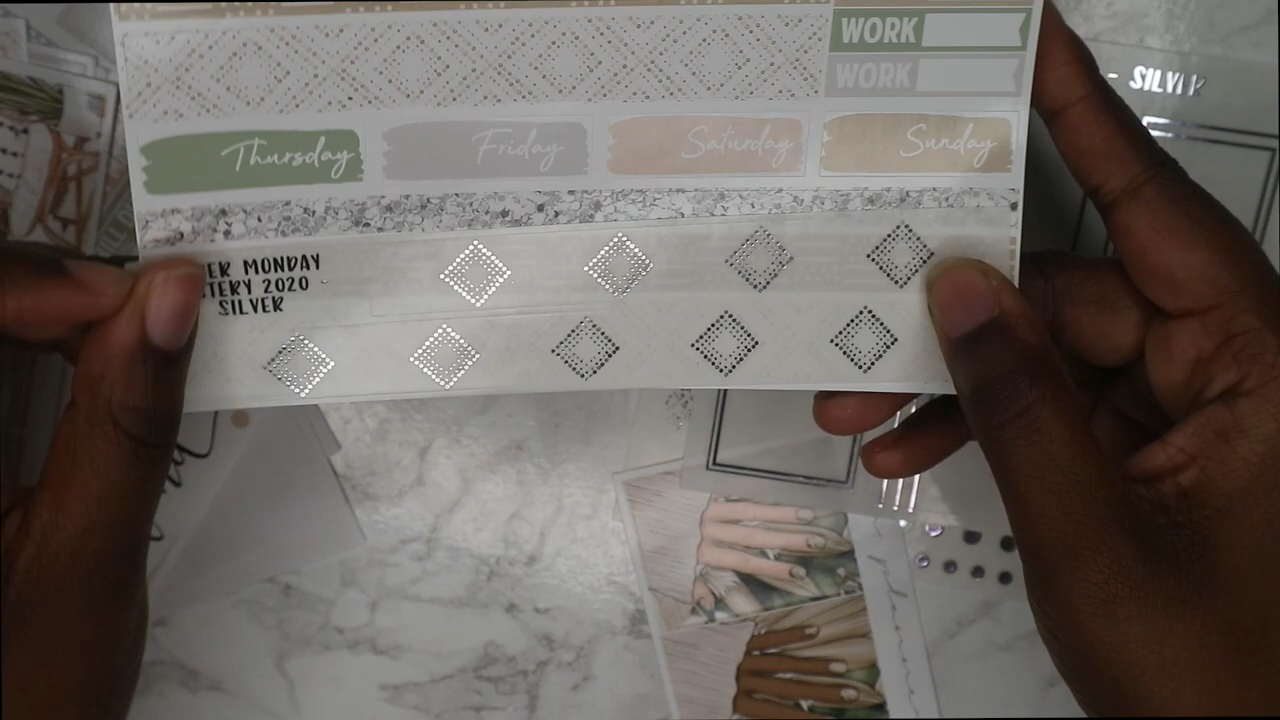 WORK
WORK
- SILVER
Thursday
Friday
Saturday
Sunday
MONDAY
2020 -
SILVER